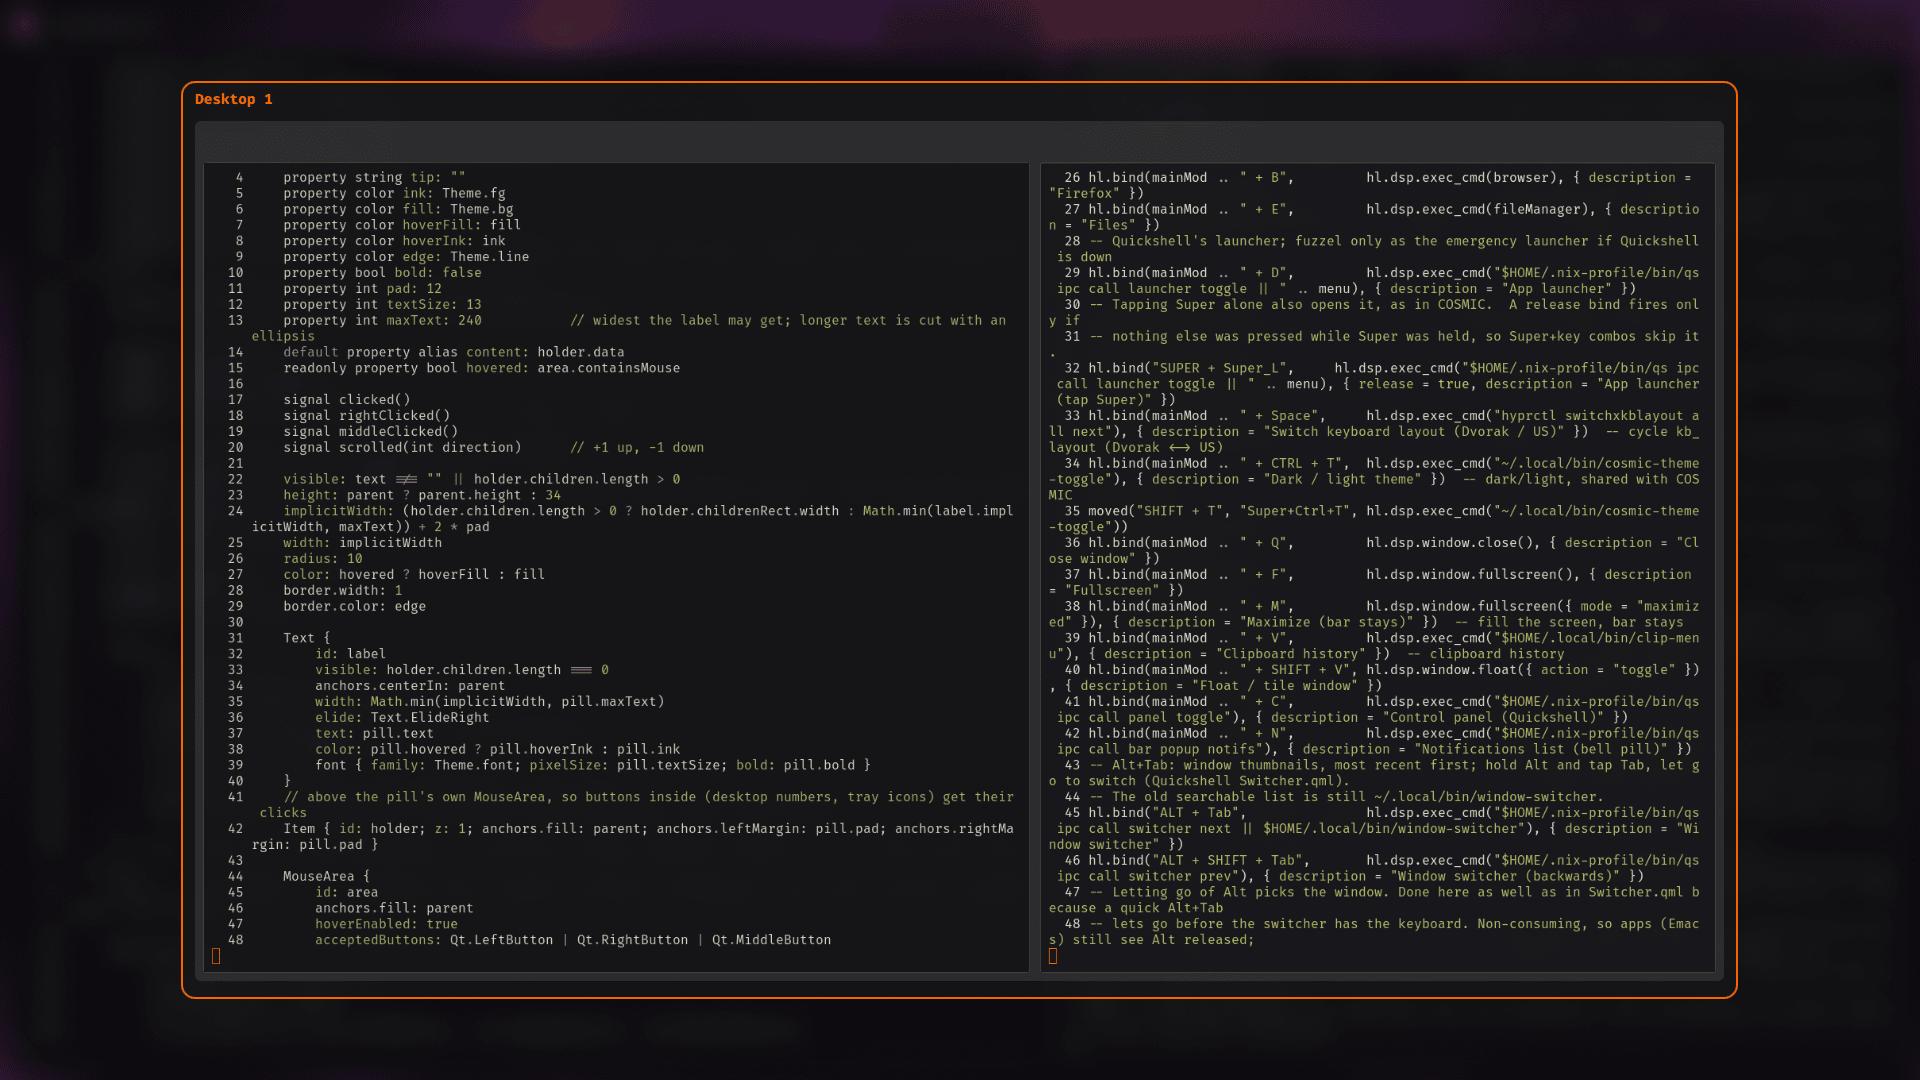 Desktop 1
4     property string tip: ""
5     property color ink: Theme.fg
6     property color fill: Theme.bg
7     property color hoverFill: fill
8     property color hoverInk: ink
9     property color edge: Theme.line
10     property bool bold: false
11     property int pad: 12
12     property int textSize: 13
13     property int maxText: 240           // widest the label may get; longer text is cut with an
ellipsis
14     default property alias content: holder.data
15     readonly property bool hovered: area.containsMouse
16
17     signal clicked()
18     signal rightClicked()
19     signal middleClicked()
20     signal scrolled(int direction)      // +1 up, -1 down
21
22     visible: text !== "" || holder.children.length > 0
23     height: parent ? parent.height : 34
24     implicitWidth: (holder.children.length > 0 ? holder.childrenRect.width : Math.min(label.impl
icitWidth, maxText)) + 2 * pad
25     width: implicitWidth
26     radius: 10
27     color: hovered ? hoverFill : fill
28     border.width: 1
29     border.color: edge
30
31     Text {
32         id: label
33         visible: holder.children.length === 0
34         anchors.centerIn: parent
35         width: Math.min(implicitWidth, pill.maxText)
36         elide: Text.ElideRight
37         text: pill.text
38         color: pill.hovered ? pill.hoverInk : pill.ink
39         font { family: Theme.font; pixelSize: pill.textSize; bold: pill.bold }
40     }
41     // above the pill's own MouseArea, so buttons inside (desktop numbers, tray icons) get their
clicks
42     Item { id: holder; z: 1; anchors.fill: parent; anchors.leftMargin: pill.pad; anchors.rightMa
rgin: pill.pad }
43
44     MouseArea {
45         id: area
46         anchors.fill: parent
47         hoverEnabled: true
48         acceptedButtons: Qt.LeftButton | Qt.RightButton | Qt.MiddleButton
26 hl.bind(mainMod .. " + B",         hl.dsp.exec_cmd(browser), { description =
"Firefox" })
27 hl.bind(mainMod .. " + E",         hl.dsp.exec_cmd(fileManager), { descriptio
n = "Files" })
28 -- Quickshell's launcher; fuzzel only as the emergency launcher if Quickshell
is down
29 hl.bind(mainMod .. " + D",         hl.dsp.exec_cmd("$HOME/.nix-profile/bin/qs
ipc call launcher toggle || " .. menu), { description = "App launcher" })
30 -- Tapping Super alone also opens it, as in COSMIC.  A release bind fires onl
y if
31 -- nothing else was pressed while Super was held, so Super+key combos skip it
.
32 hl.bind("SUPER + Super_L",     hl.dsp.exec_cmd("$HOME/.nix-profile/bin/qs ipc
call launcher toggle || " .. menu), { release = true, description = "App launcher
(tap Super)" })
33 hl.bind(mainMod .. " + Space",     hl.dsp.exec_cmd("hyprctl switchxkblayout a
ll next"), { description = "Switch keyboard layout (Dvorak / US)" })  -- cycle kb_
layout (Dvorak <-> US)
34 hl.bind(mainMod .. " + CTRL + T",  hl.dsp.exec_cmd("~/.local/bin/cosmic-theme
-toggle"), { description = "Dark / light theme" })  -- dark/light, shared with COS
MIC
35 moved("SHIFT + T", "Super+Ctrl+T", hl.dsp.exec_cmd("~/.local/bin/cosmic-theme
-toggle"))
36 hl.bind(mainMod .. " + Q",         hl.dsp.window.close(), { description = "Cl
ose window" })
37 hl.bind(mainMod .. " + F",         hl.dsp.window.fullscreen(), { description
= "Fullscreen" })
38 hl.bind(mainMod .. " + M",         hl.dsp.window.fullscreen({ mode = "maximiz
ed" }), { description = "Maximize (bar stays)" })  -- fill the screen, bar stays
39 hl.bind(mainMod .. " + V",         hl.dsp.exec_cmd("$HOME/.local/bin/clip-men
u"), { description = "Clipboard history" })  -- clipboard history
40 hl.bind(mainMod .. " + SHIFT + V", hl.dsp.window.float({ action = "toggle" })
, { description = "Float / tile window" })
41 hl.bind(mainMod .. " + C",         hl.dsp.exec_cmd("$HOME/.nix-profile/bin/qs
ipc call panel toggle"), { description = "Control panel (Quickshell)" })
42 hl.bind(mainMod .. " + N",         hl.dsp.exec_cmd("$HOME/.nix-profile/bin/qs
ipc call bar popup notifs"), { description = "Notifications list (bell pill)" })
43 -- Alt+Tab: window thumbnails, most recent first; hold Alt and tap Tab, let g
o to switch (Quickshell Switcher.qml).
44 -- The old searchable list is still ~/.local/bin/window-switcher.
45 hl.bind("ALT + Tab",               hl.dsp.exec_cmd("$HOME/.nix-profile/bin/qs
ipc call switcher next || $HOME/.local/bin/window-switcher"), { description = "Wi
ndow switcher" })
46 hl.bind("ALT + SHIFT + Tab",       hl.dsp.exec_cmd("$HOME/.nix-profile/bin/qs
ipc call switcher prev"), { description = "Window switcher (backwards)" })
47 -- Letting go of Alt picks the window. Done here as well as in Switcher.qml b
ecause a quick Alt+Tab
48 -- lets go before the switcher has the keyboard. Non-consuming, so apps (Emac
s) still see Alt released;